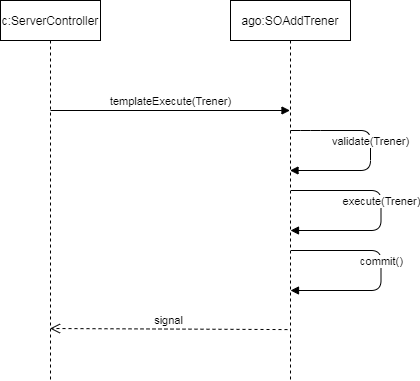 c:ServerController
ago:SOAddTrener
templateExecute(Trener)
validate(Trener)
execute(Trener)
commit()
signal